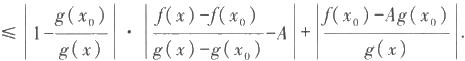 ≤ |1 - g(x₀)/g(x)| · |(f(x)-f(x₀))/(g(x)-g(x₀)) - A| + |(f(x₀)-Ag(x₀))/g(x)|.